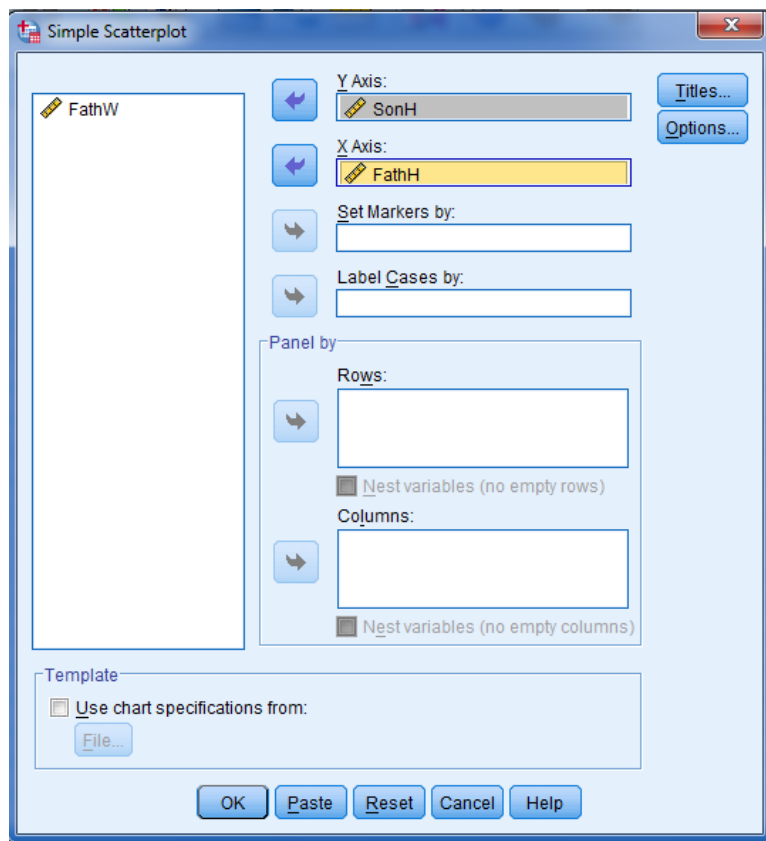 Simple Scatterplot
FathW
Y Axis:
SonH
X Axis:
FathH
Set Markers by:
Label Cases by:
Panel by
Rows:
Nest variables (no empty rows)
Columns:
Nest variables (no empty columns)
Titles...
Options...
Template
Use chart specifications from:
File...
OK Paste Reset Cancel Help